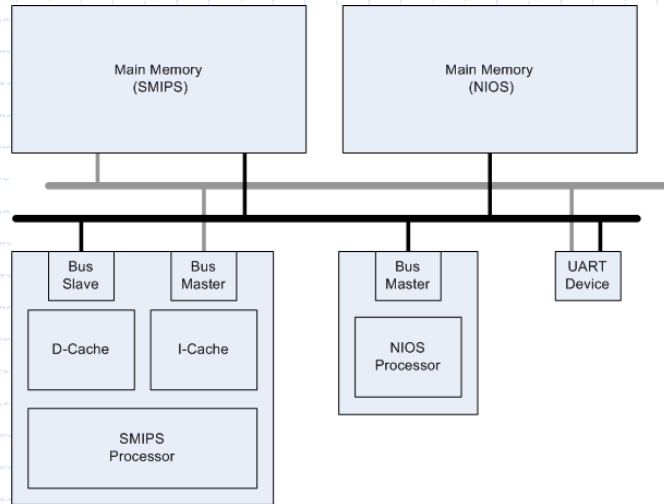 Main Memory
(SMIPS)
Main Memory
(NIOS)
Bus
Slave
Bus
Master
Bus
Master
UART
Device
D-Cache
I-Cache
NIOS
Processor
SMIPS
Processor